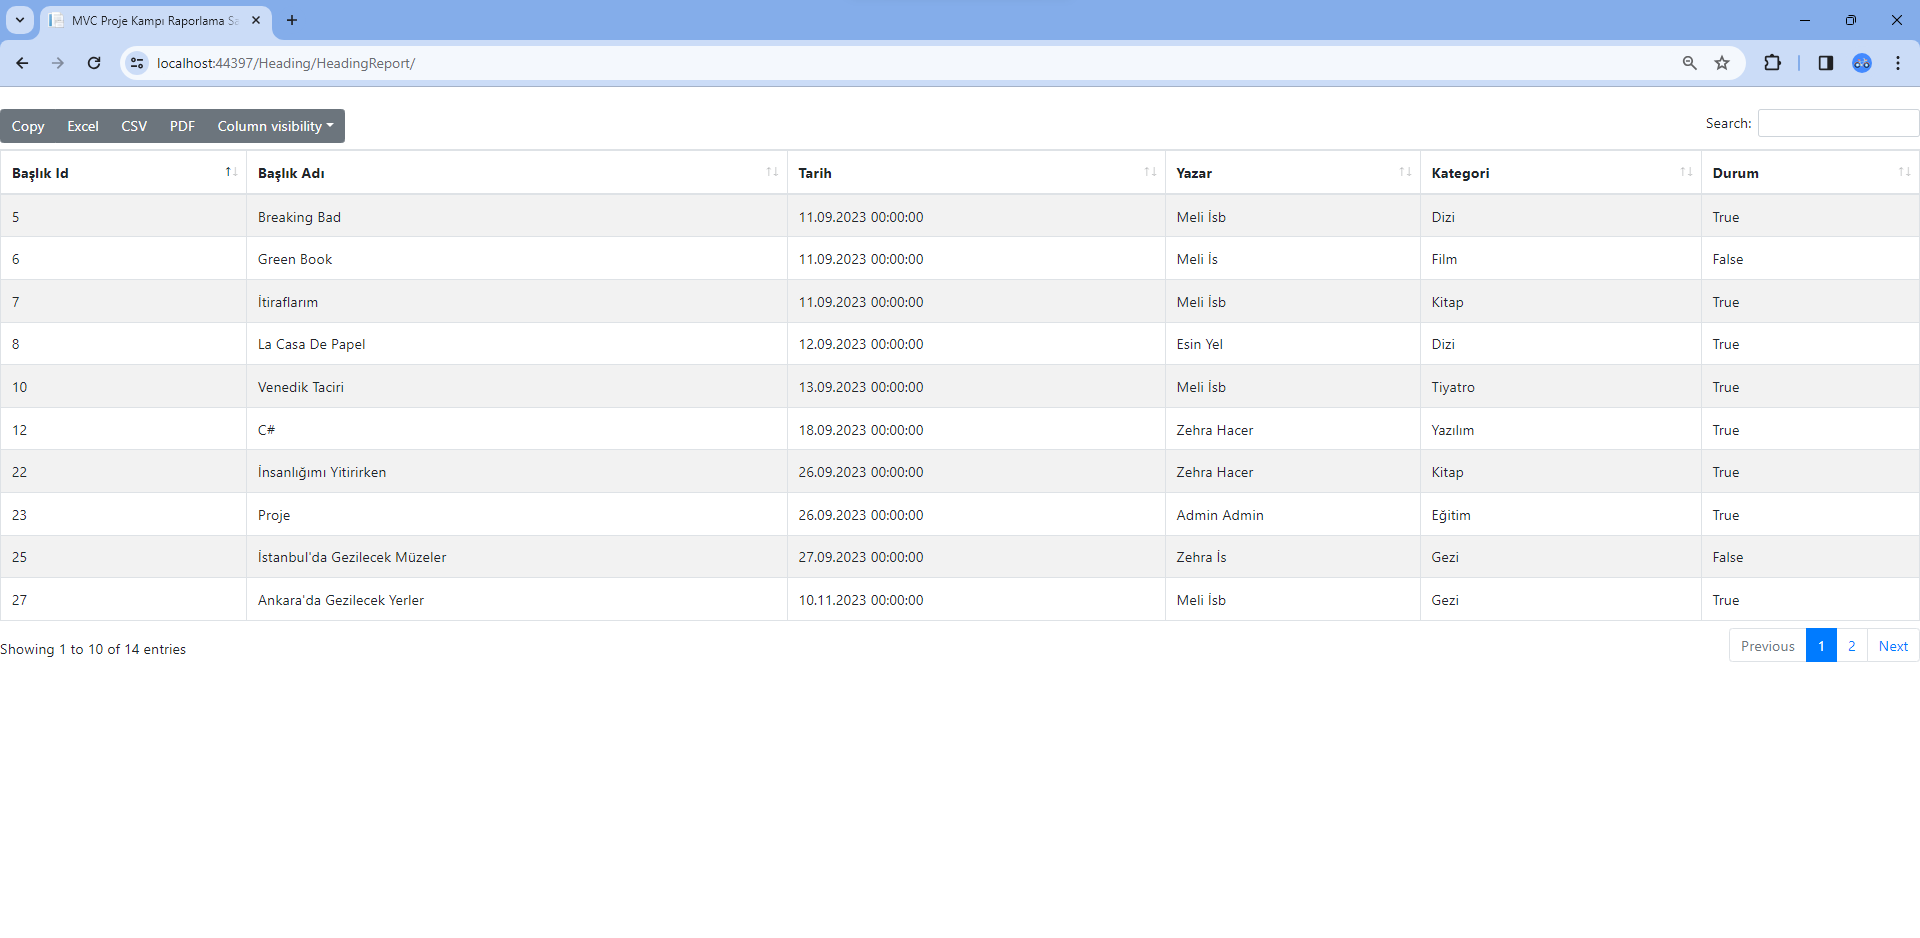 MVC Proje Kampı Raporlama Sa
localhost:44397/Heading/HeadingReport/
Copy Excel CSV PDF Column visibility Search:
Başlık Id Başlık Adı Tarih Yazar Kategori Durum
5 Breaking Bad 11.09.2023 00:00:00 Meli İsb Dizi True
6 Green Book 11.09.2023 00:00:00 Meli İs Film False
7 İtiraflarım 11.09.2023 00:00:00 Meli İsb Kitap True
8 La Casa De Papel 12.09.2023 00:00:00 Esin Yel Dizi True
10 Venedik Taciri 13.09.2023 00:00:00 Meli İsb Tiyatro True
12 C# 18.09.2023 00:00:00 Zehra Hacer Yazılım True
22 İnsanlığımı Yitirirken 26.09.2023 00:00:00 Zehra Hacer Kitap True
23 Proje 26.09.2023 00:00:00 Admin Admin Eğitim True
25 İstanbul'da Gezilecek Müzeler 27.09.2023 00:00:00 Zehra İs Gezi False
27 Ankara'da Gezilecek Yerler 10.11.2023 00:00:00 Meli İsb Gezi True
Showing 1 to 10 of 14 entries Previous 1 2 Next